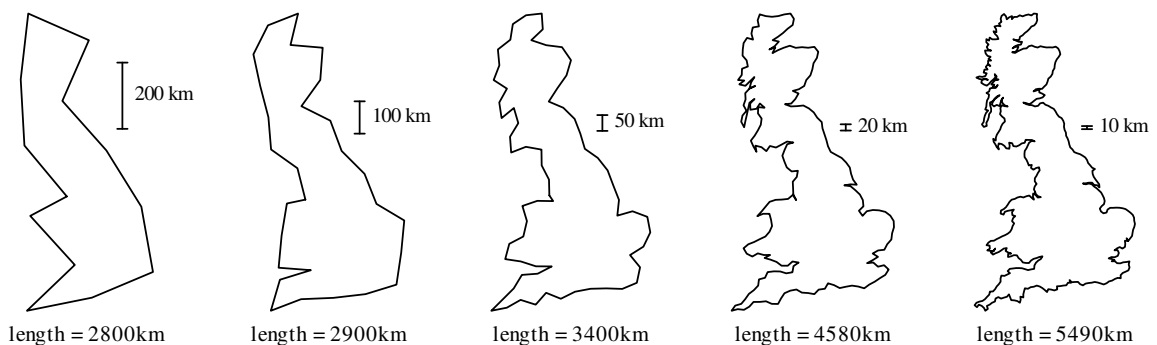 200 km
100 km
50 km
20 km
10 km
length = 2800km
length = 2900km
length = 3400km
length = 4580km
length = 5490km